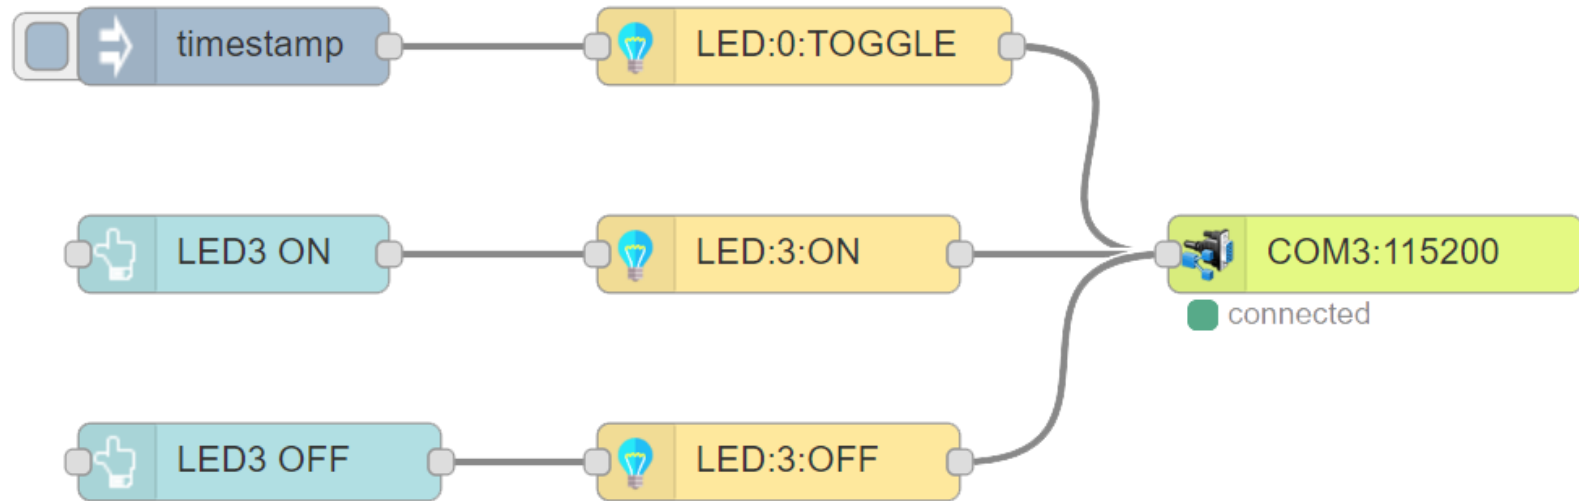 timestamp
LED:0:TOGGLE
LED3 ON
LED:3:ON
COM3:115200
connected
LED3 OFF
LED:3:OFF